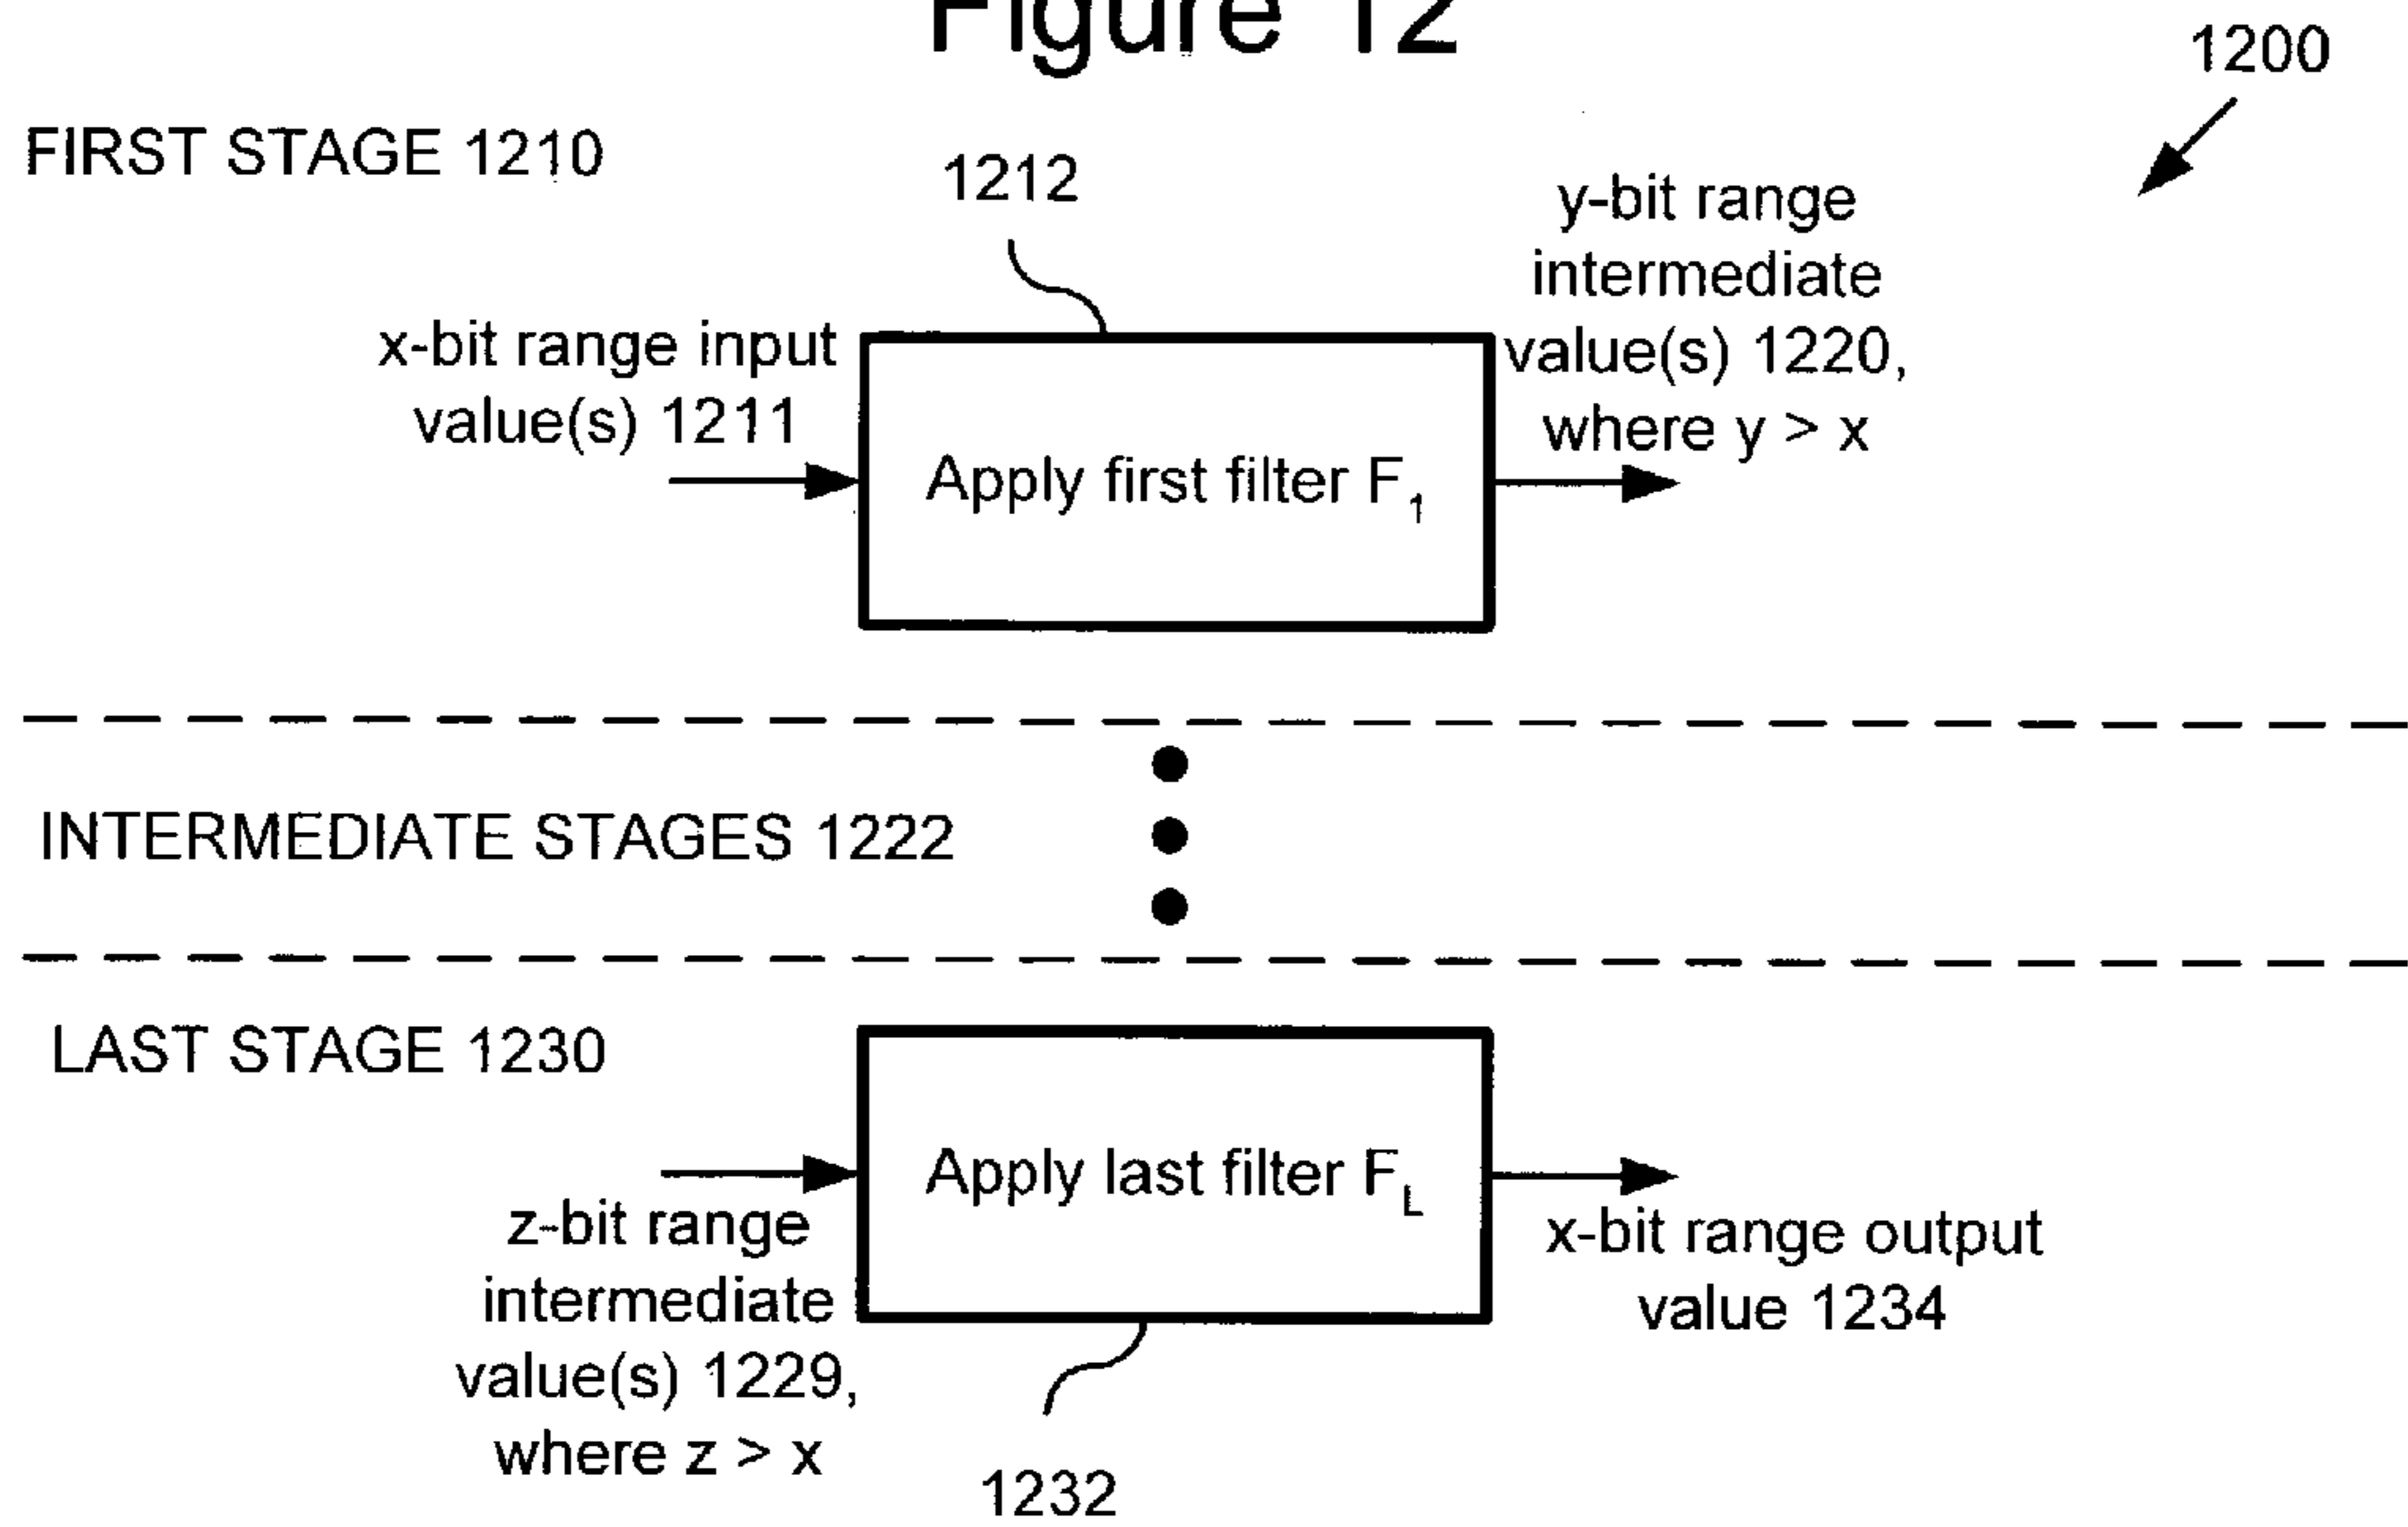 Figure 12
1200
FIRST STAGE 1210
1212
y-bit range
intermediate
value(s) 1220,
where y > x
x-bit range input
value(s) 1211
Apply first filter F1
INTERMEDIATE STAGES 1222
LAST STAGE 1230
Apply last filter FL
z-bit range
intermediate
value(s) 1229,
where z > x
x-bit range output
value 1234
1232